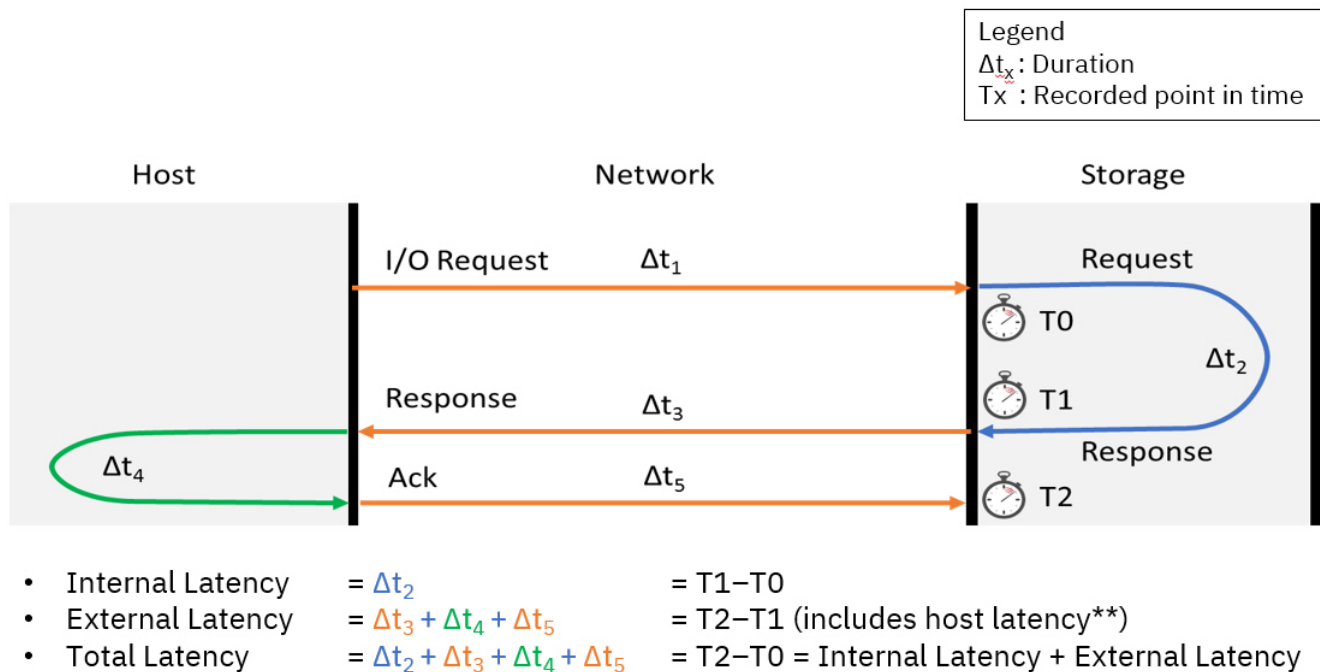 Legend
Δtₓ : Duration
Tx : Recorded point in time
Host
Network
Storage
I/O Request Δt₁
Request
T0
Δt₂
T1
Response Δt₃
Response
Δt₄
Ack Δt₅
T2
• Internal Latency = Δt₂ = T1–T0
• External Latency = Δt₃ + Δt₄ + Δt₅ = T2–T1 (includes host latency**)
• Total Latency = Δt₂ + Δt₃ + Δt₄ + Δt₅ = T2–T0 = Internal Latency + External Latency